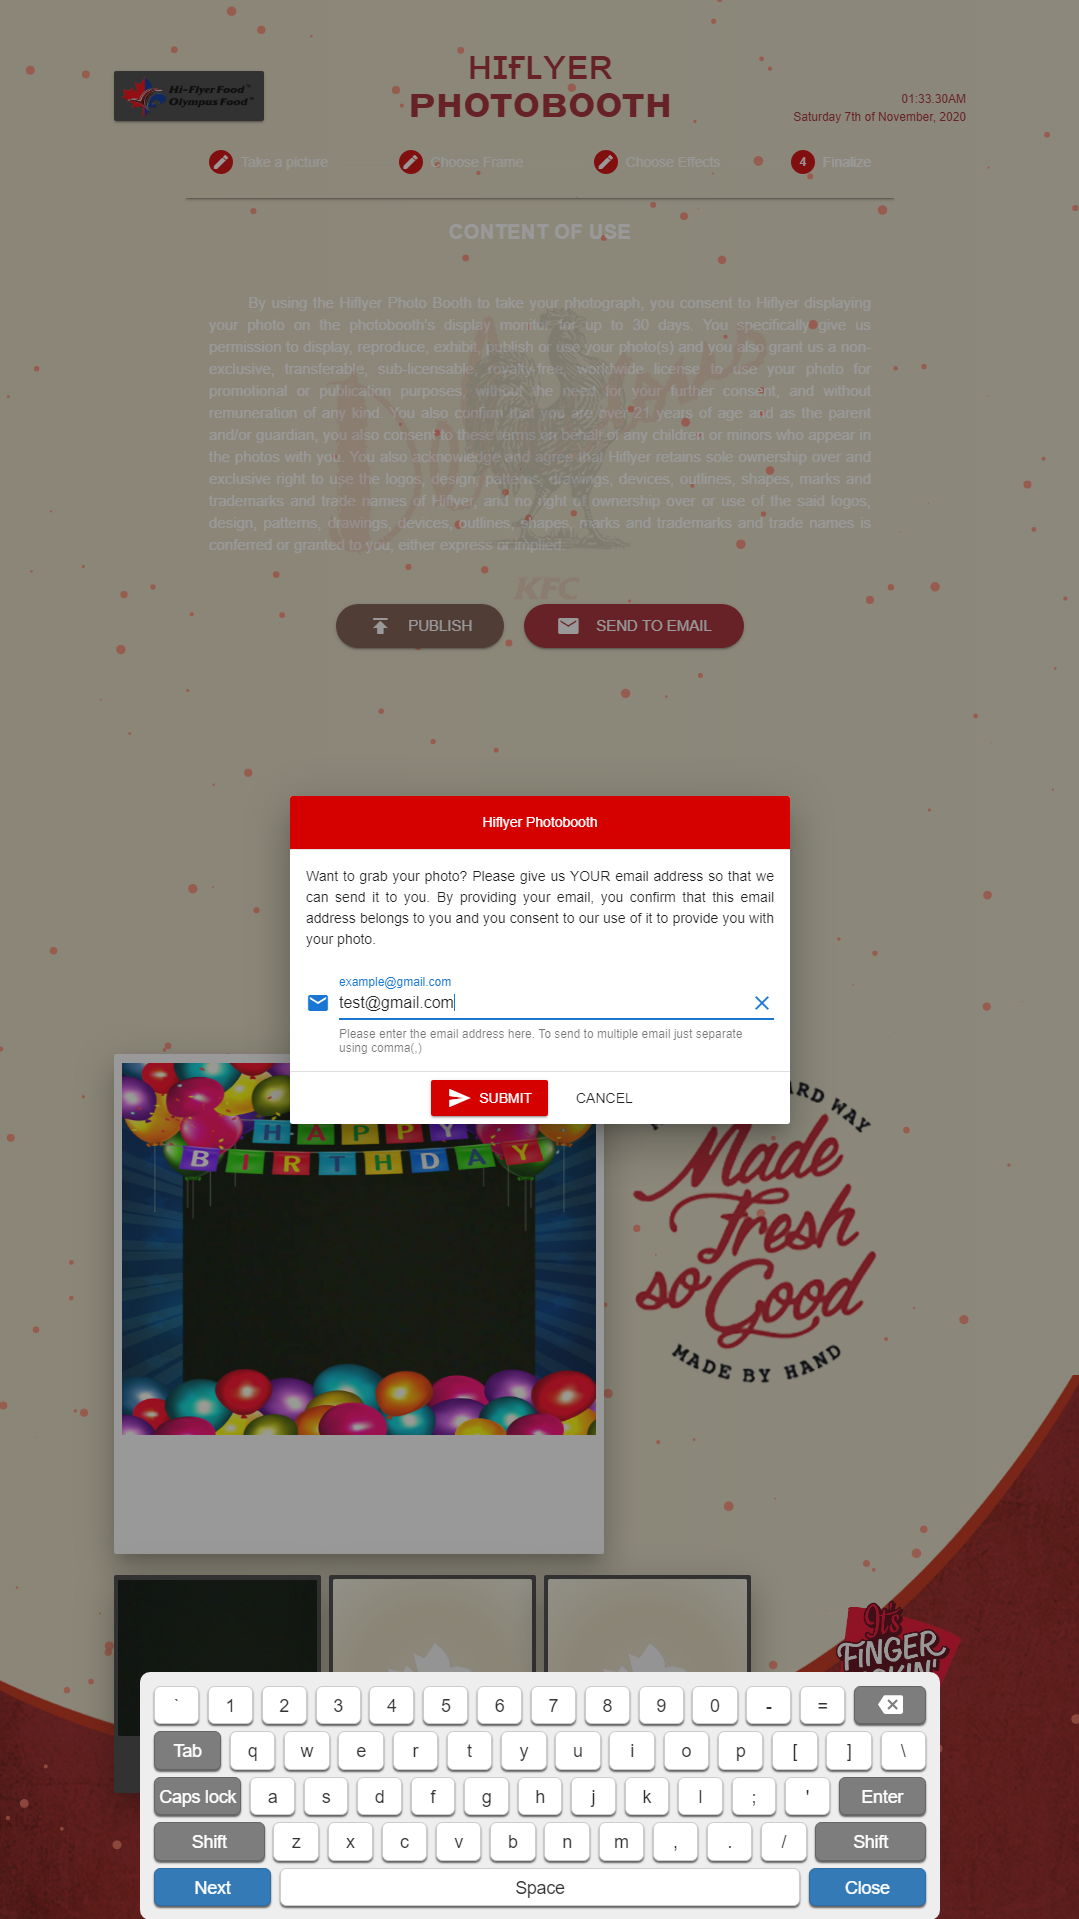 Hi-Flyer Food™
Olympus Food™
HIFLYER
PHOTOBOOTH
01:33.30AM
Saturday 7th of November, 2020
Take a picture
Choose Frame
Choose Effects
4 Finalize
CONTENT OF USE
By using the Hiflyer Photo Booth to take your photograph, you consent to Hiflyer displaying
your photo on the photobooth's display monitor for up to 30 days. You specifically give us
permission to display, reproduce, exhibit, publish or use your photo(s) and you also grant us a non-
exclusive, transferable, sub-licensable, royalty-free, worldwide license to use your photo for
promotional or publication purposes, without the need for your further consent, and without
remuneration of any kind. You also confirm that you are over 21 years of age and as the parent
and/or guardian, you also consent to these terms on behalf of any children or minors who appear in
the photos with you. You also acknowledge and agree that Hiflyer retains sole ownership over and
exclusive right to use the logos, design, patterns, drawings, devices, outlines, shapes, marks and
trademarks and trade names of Hiflyer, and no right of ownership over or use of the said logos,
design, patterns, drawings, devices, outlines, shapes, marks and trademarks and trade names is
conferred or granted to you, either express or implied.
KFC
PUBLISH
SEND TO EMAIL
Hiflyer Photobooth
Want to grab your photo? Please give us YOUR email address so that we
can send it to you. By providing your email, you confirm that this email
address belongs to you and you consent to our use of it to provide you with
your photo.
example@gmail.com
test@gmail.com
Please enter the email address here. To send to multiple email just separate
using comma(,)
SUBMIT
CANCEL
HAPPY
BIRTHDAY
HARD WAY
Made
Fresh
so Good
MADE BY HAND
It's
FINGER
` 1 2 3 4 5 6 7 8 9 0 - =
Tab q w e r t y u i o p [ ] \
Caps lock a s d f g h j k l ; ' Enter
Shift z x c v b n m , . / Shift
Next Space Close